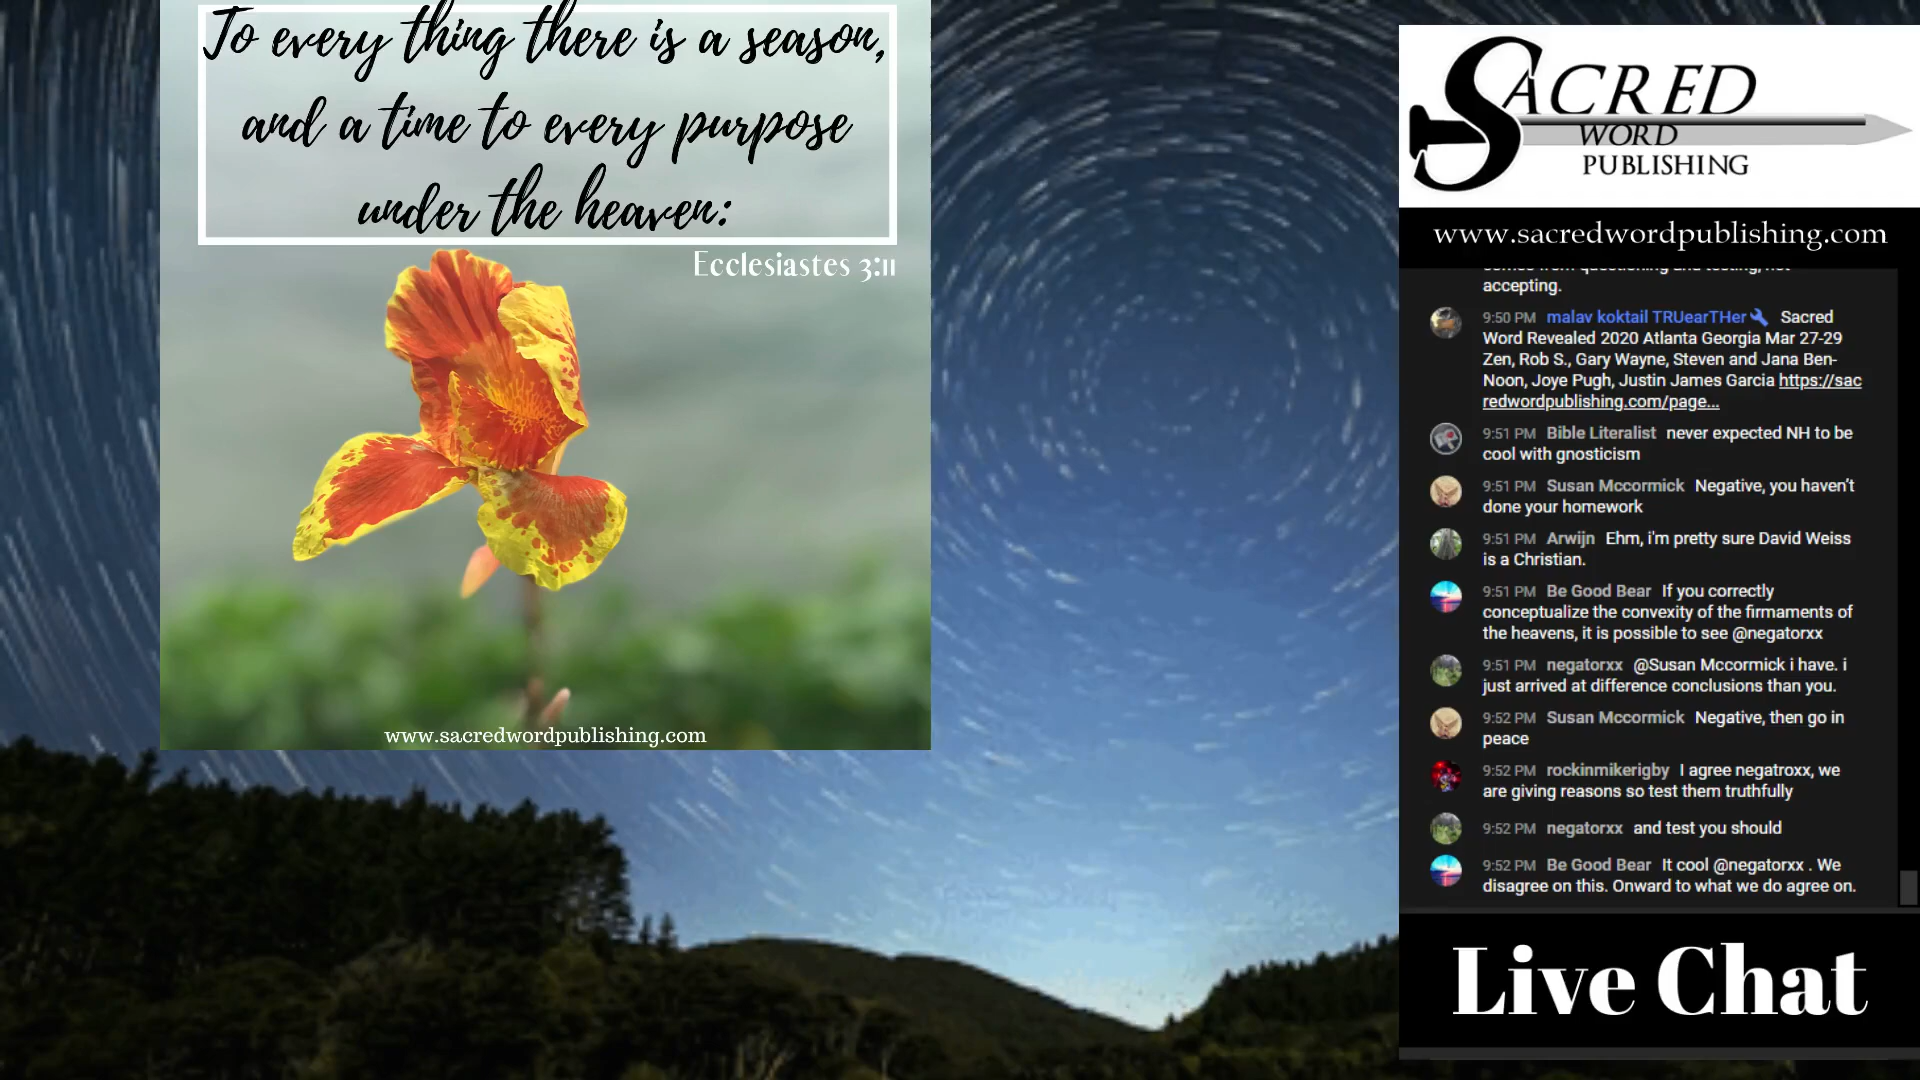 To every thing there is a season,
and a time to every purpose
under the heaven:
Ecclesiastes 3:11
www.sacredwordpublishing.com
SACRED
WORD
PUBLISHING
www.sacredwordpublishing.com
comes from questioning and testing, not
accepting.
9:50 PM malav koktail TRUearTHer Sacred
Word Revealed 2020 Atlanta Georgia Mar 27-29
Zen, Rob S., Gary Wayne, Steven and Jana Ben-
Noon, Joye Pugh, Justin James Garcia https://sac
redwordpublishing.com/page...
9:51 PM Bible Literalist never expected NH to be
cool with gnosticism
9:51 PM Susan Mccormick Negative, you haven't
done your homework
9:51 PM Arwijn Ehm, i'm pretty sure David Weiss
is a Christian.
9:51 PM Be Good Bear If you correctly
conceptualize the convexity of the firmaments of
the heavens, it is possible to see @negatorxx
9:51 PM negatorxx @Susan Mccormick i have. i
just arrived at difference conclusions than you.
9:52 PM Susan Mccormick Negative, then go in
peace
9:52 PM rockinmikerigby I agree negatroxx, we
are giving reasons so test them truthfully
9:52 PM negatorxx and test you should
9:52 PM Be Good Bear It cool @negatorxx . We
disagree on this. Onward to what we do agree on.
Live Chat